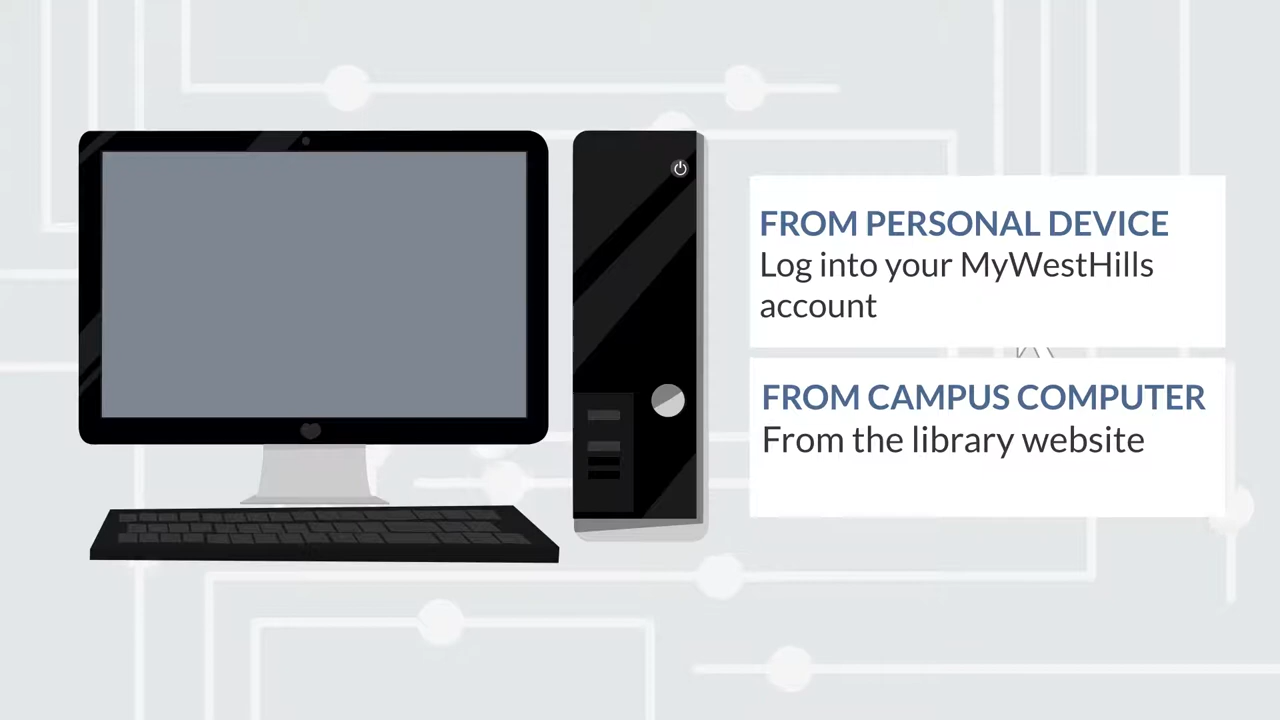 FROM PERSONAL DEVICE
Log into your MyWestHills
account
FROM CAMPUS COMPUTER
From the library website